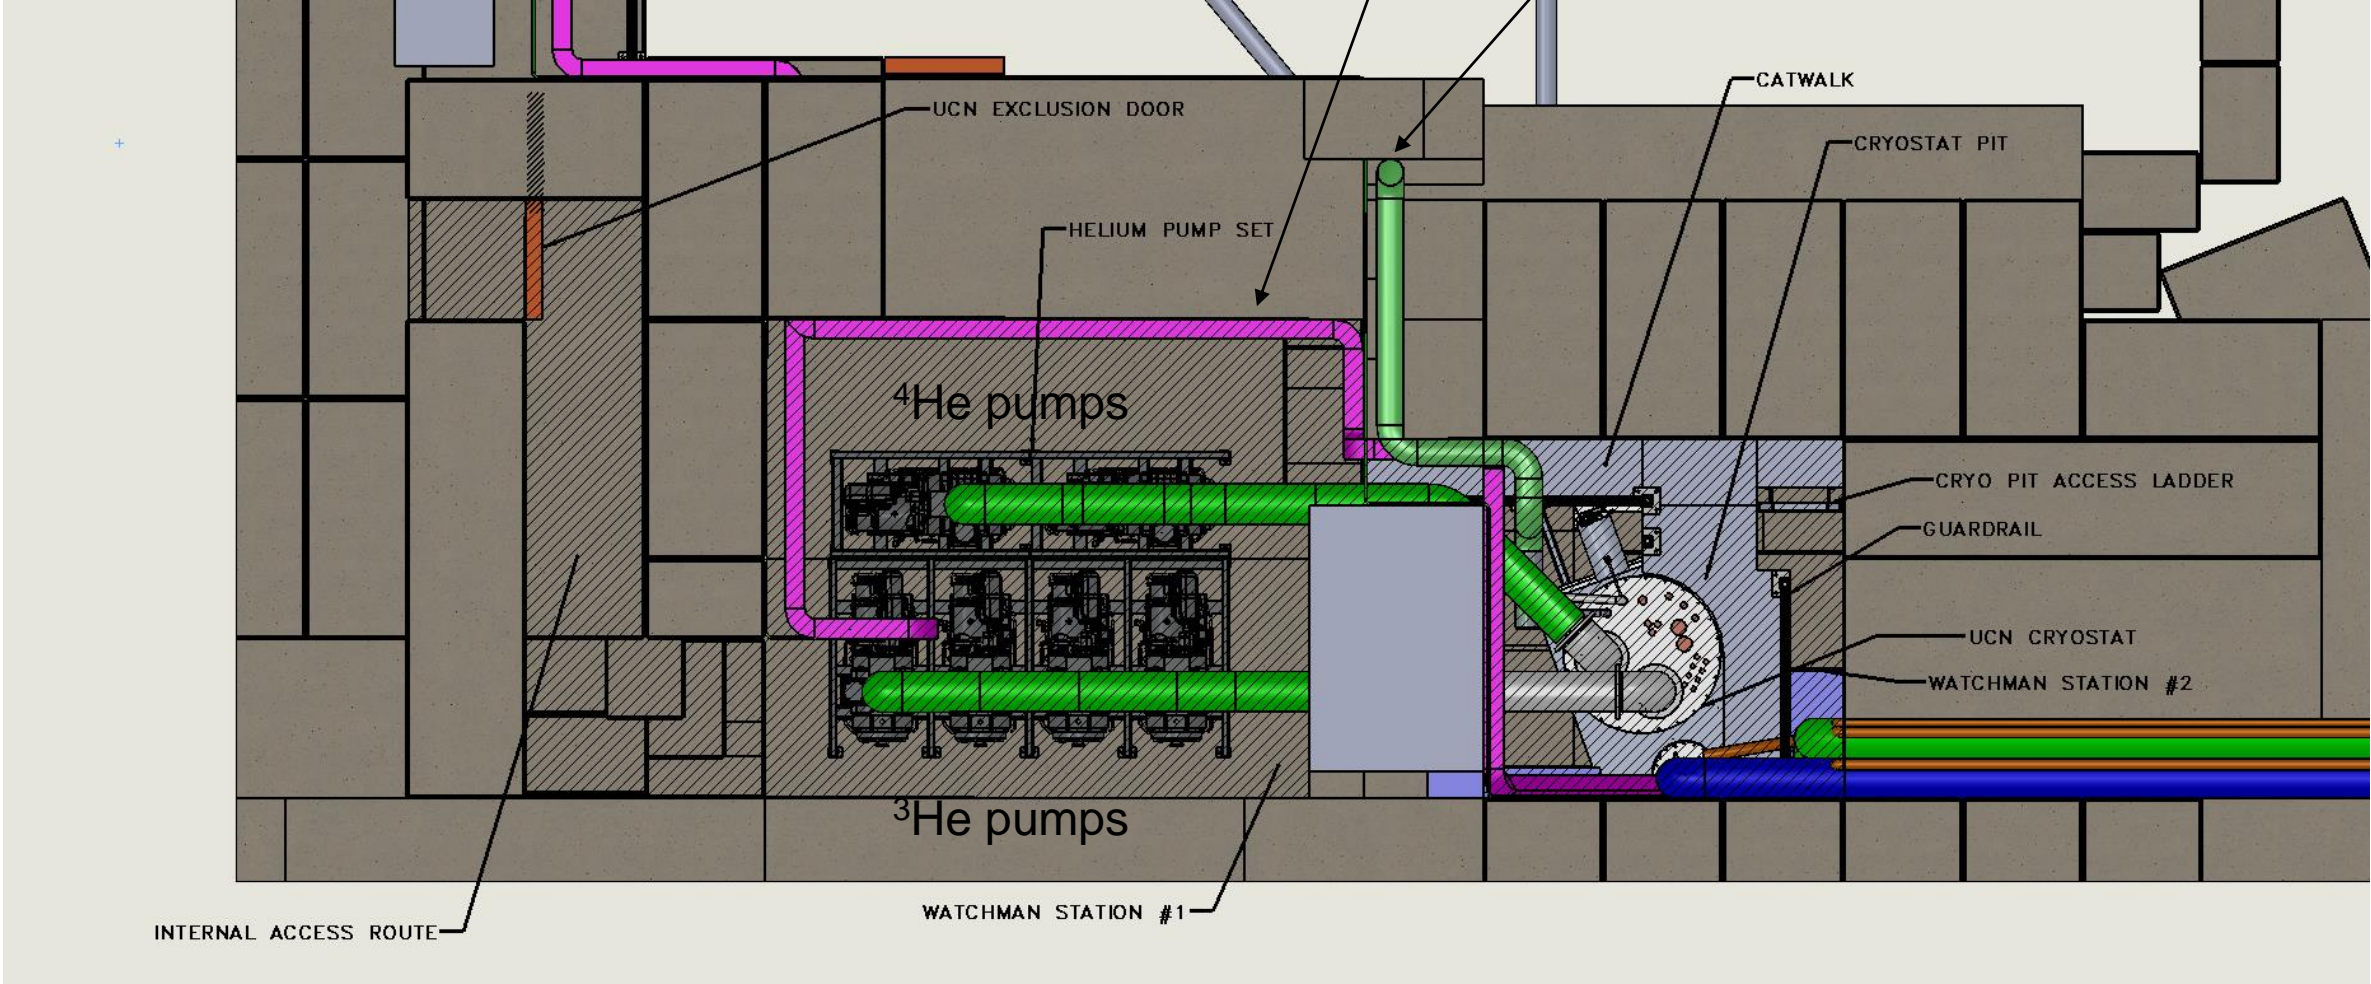 CATWALK
UCN EXCLUSION DOOR
CRYOSTAT PIT
HELIUM PUMP SET
⁴He pumps
CRYO PIT ACCESS LADDER
GUARDRAIL
UCN CRYOSTAT
WATCHMAN STATION #2
³He pumps
WATCHMAN STATION #1
INTERNAL ACCESS ROUTE